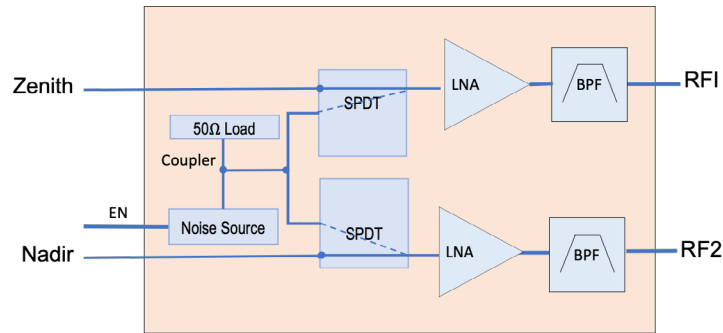 Zenith
SPDT
LNA
BPF
RFI
50Ω Load
Coupler
EN
Noise Source
Nadir
SPDT
LNA
BPF
RF2